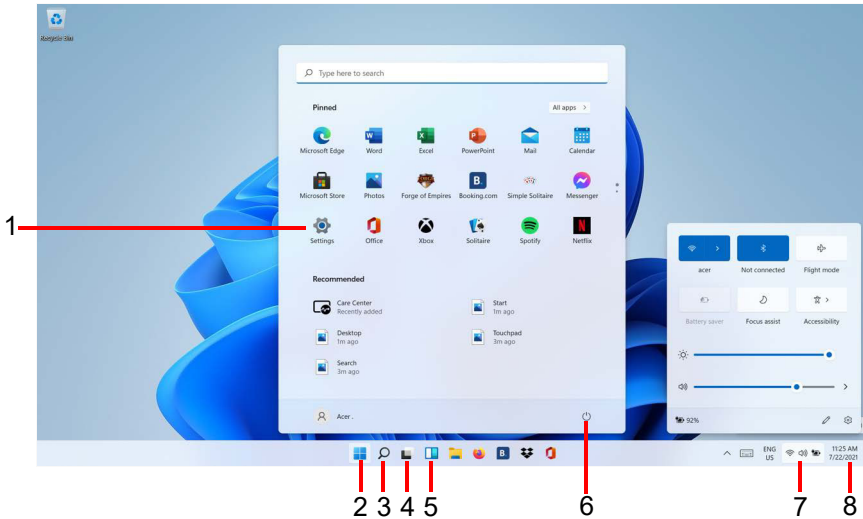 Recycle Bin
Type here to search
Pinned
All apps >
Microsoft Edge
Word
Excel
PowerPoint
Mail
Calendar
Microsoft Store
Photos
Forge of Empires
Booking.com
Simple Solitaire
Messenger
1
Settings
Office
Xbox
Solitaire
Spotify
Netflix
Recommended
Care Center
Recently added
Start
1m ago
Desktop
1m ago
Touchpad
3m ago
Search
3m ago
Acer .
acer
Not connected
Flight mode
Battery saver
Focus assist
Accessibility
92%
ENG
US
11:25 AM
7/22/2021
2
3
4
5
6
7
8